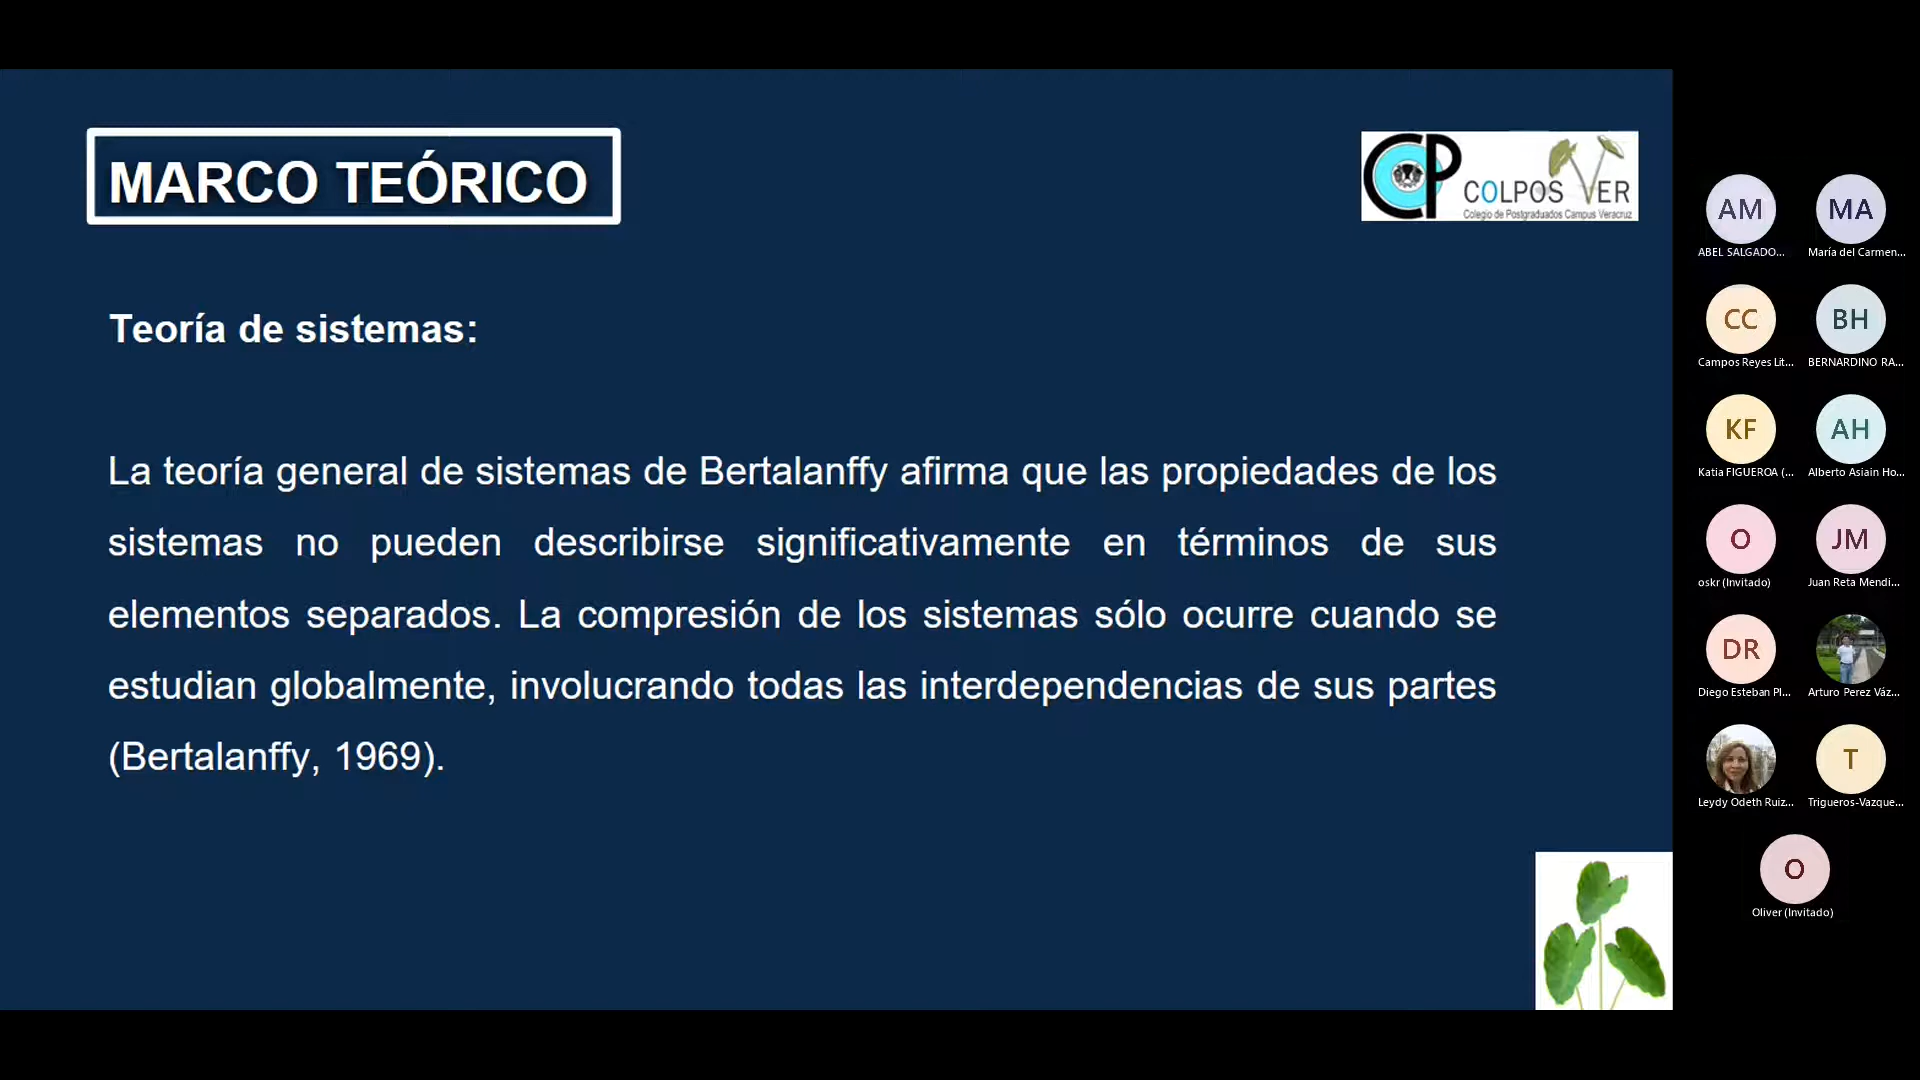 MARCO TEÓRICO
CP
COLPOS VER
Colegio de Postgraduados Campus Veracruz
Teoría de sistemas:
La teoría general de sistemas de Bertalanffy afirma que las propiedades de los
sistemas no pueden describirse significativamente en términos de sus
elementos separados. La compresión de los sistemas sólo ocurre cuando se
estudian globalmente, involucrando todas las interdependencias de sus partes
(Bertalanffy, 1969).
AM
MA
ABEL SALGADO...
María del Carmen...
CC
BH
Campos Reyes Lit...
BERNARDINO RA...
KF
AH
Katia FIGUEROA (...
Alberto Asiain Ho...
O
JM
oskr (Invitado)
Juan Reta Mendi...
DR
Diego Esteban Pl...
Arturo Perez Váz...
T
Leydy Odeth Ruiz...
Trigueros-Vazque...
O
Oliver (Invitado)